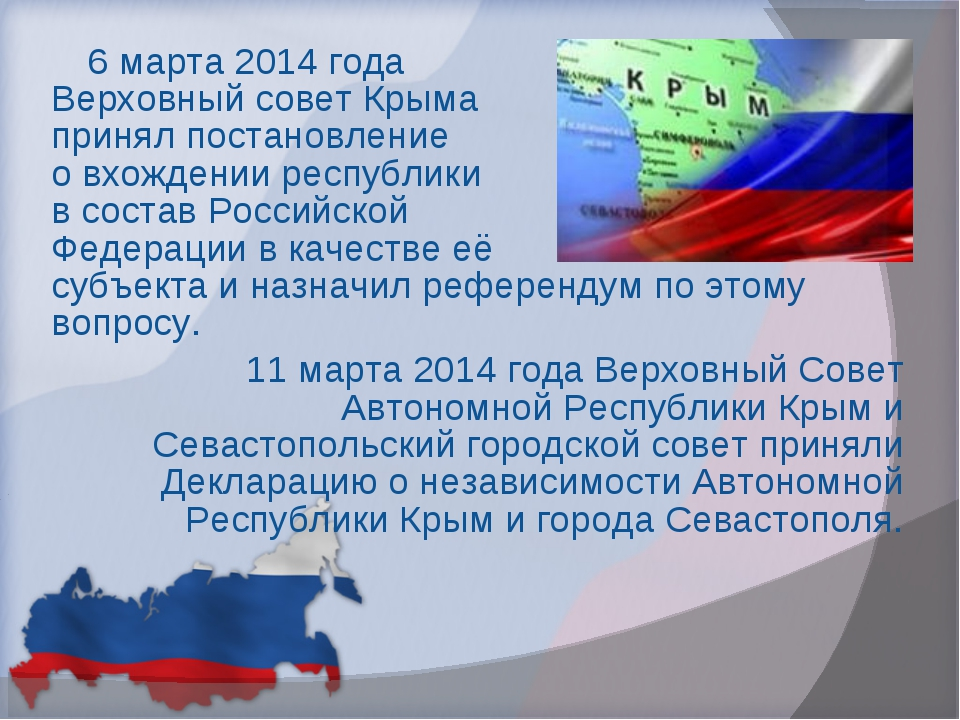 6 марта 2014 года
Верховный совет Крыма
принял постановление
о вхождении республики
в состав Российской
Федерации в качестве её
субъекта и назначил референдум по этому
вопросу.
КРЫМ
СИМФЕРОПОЛЬ
СЕВАСТОПОЛЬ
11 марта 2014 года Верховный Совет
Автономной Республики Крым и
Севастопольский городской совет приняли
Декларацию о независимости Автономной
Республики Крым и города Севастополя.